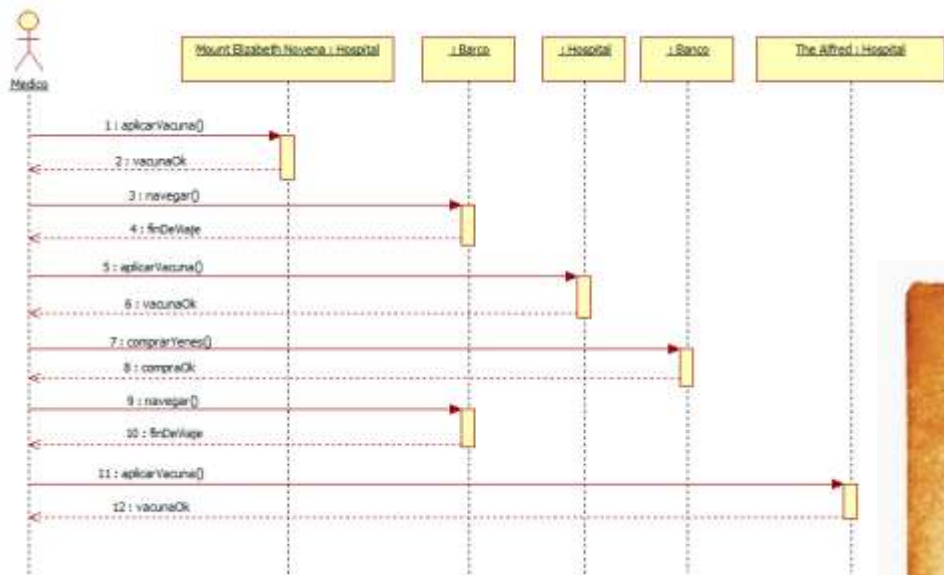 Medico
Mount Elizabeth Novena : Hospital
: Barco
: Hospital
: Banco
The Alfred : Hospital
1 : aplicarVacuna()
2 : vacunaOk
3 : navegar()
4 : finDeViaje
5 : aplicarVacuna()
6 : vacunaOk
7 : comprarYenes()
8 : compraOk
9 : navegar()
10 : finDeViaje
11 : aplicarVacuna()
12 : vacunaOk